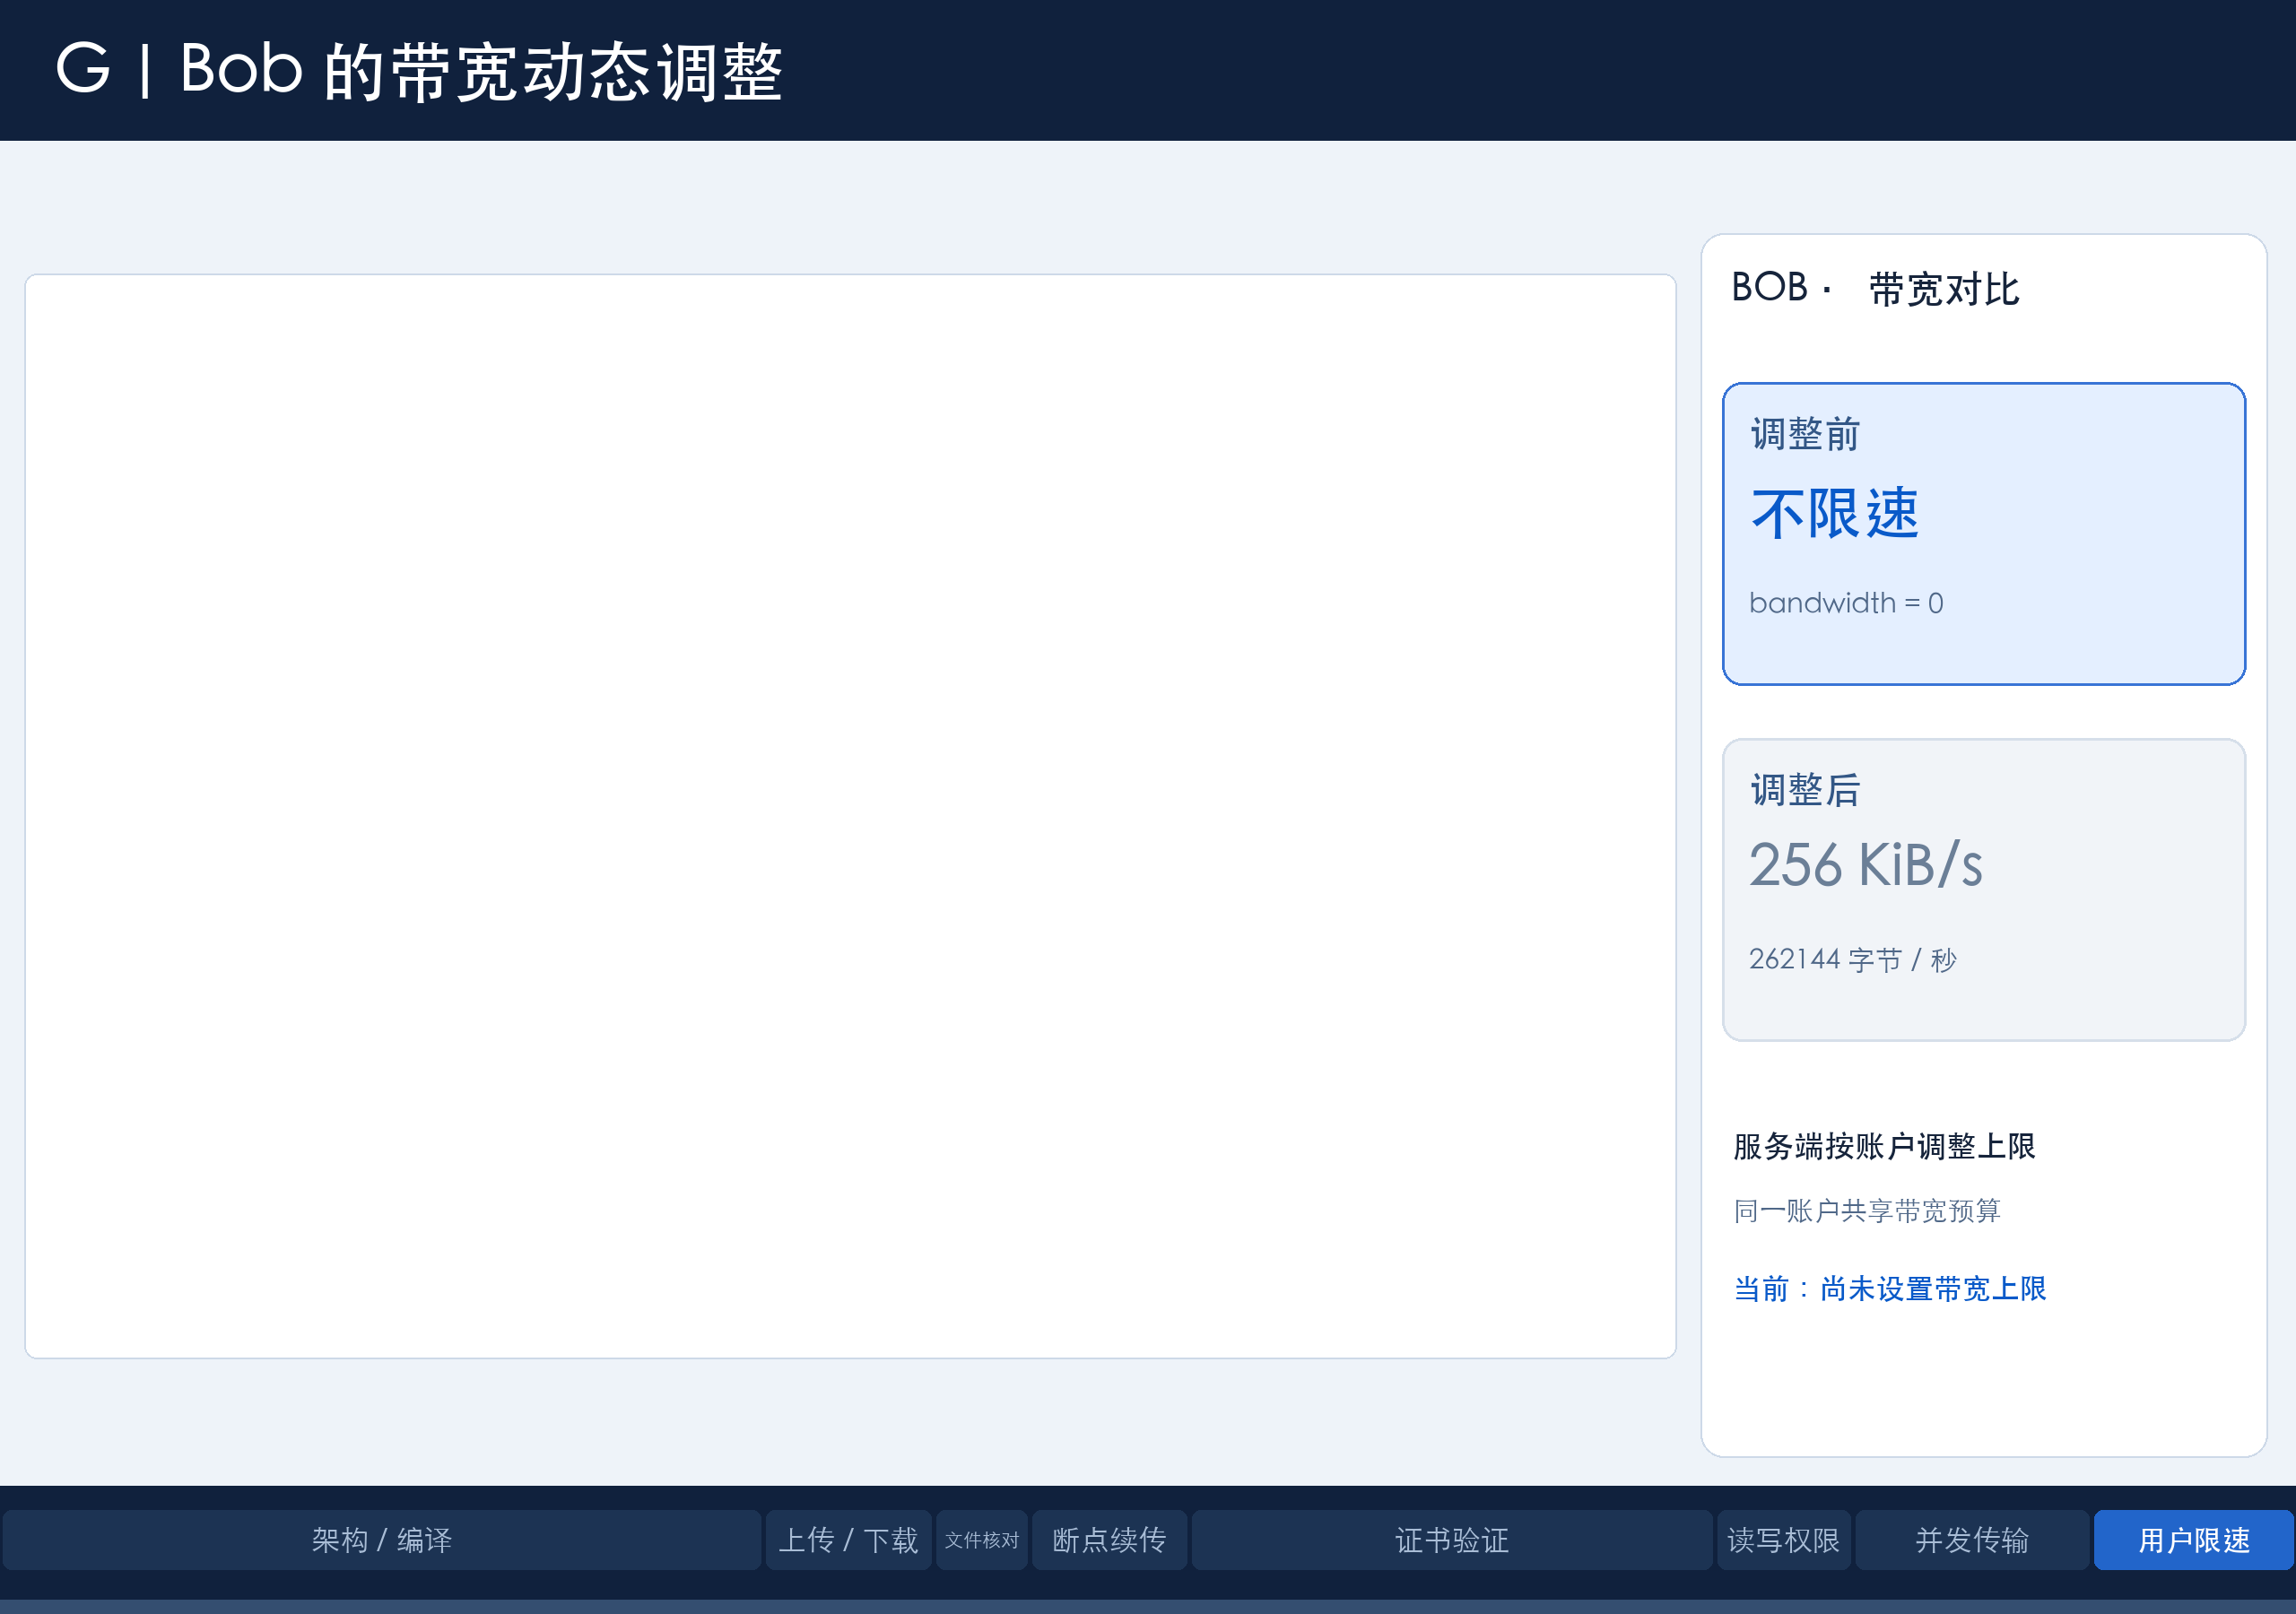 G | Bob 的带宽动态调整
BOB · 带宽对比
调整前
不限速
bandwidth = 0
调整后
256 KiB/s
262144 字节 / 秒
服务端按账户调整上限
同一账户共享带宽预算
当前：尚未设置带宽上限
架构 / 编译
上传 / 下载
文件核对
断点续传
证书验证
读写权限
并发传输
用户限速